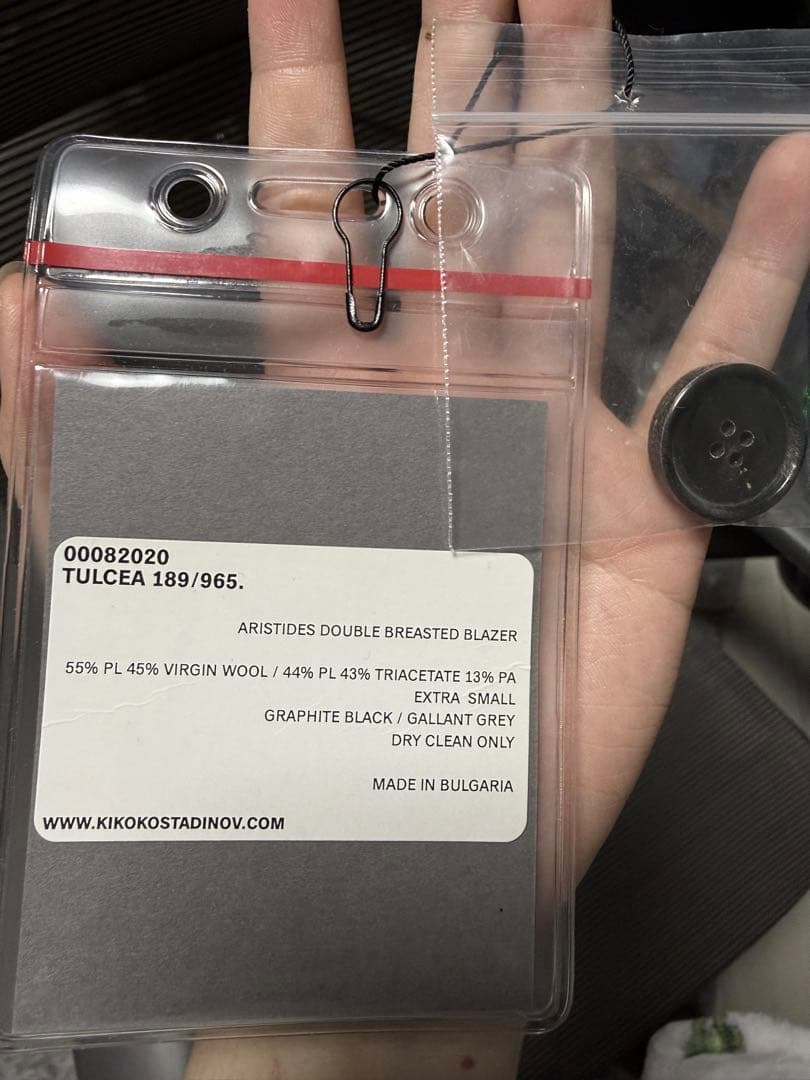 00082020
TULCEA 189/965.
ARISTIDES DOUBLE BREASTED BLAZER
55% PL 45% VIRGIN WOOL / 44% PL 43% TRIACETATE 13% PA
EXTRA SMALL
GRAPHITE BLACK / GALLANT GREY
DRY CLEAN ONLY
MADE IN BULGARIA
WWW.KIKOKOSTADINOV.COM